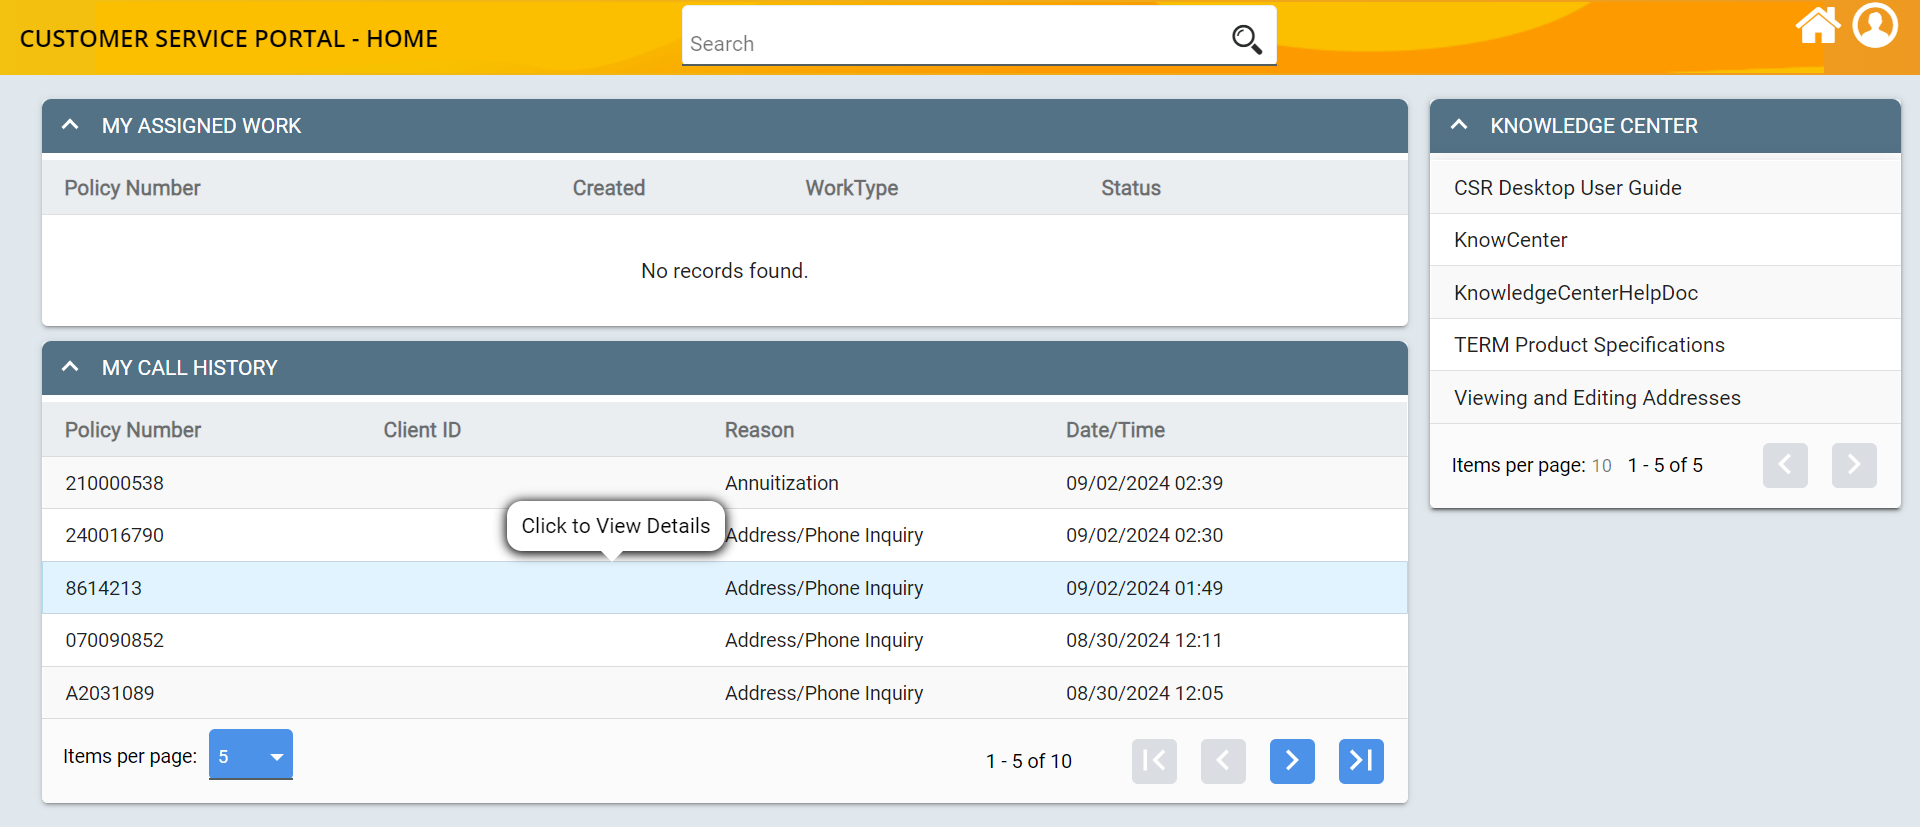 CUSTOMER SERVICE PORTAL - HOME
Search
MY ASSIGNED WORK
Policy Number Created WorkType Status
No records found.
MY CALL HISTORY
Policy Number Client ID Reason Date/Time
210000538 Annuitization 09/02/2024 02:39
Click to View Details
240016790 Address/Phone Inquiry 09/02/2024 02:30
8614213 Address/Phone Inquiry 09/02/2024 01:49
070090852 Address/Phone Inquiry 08/30/2024 12:11
A2031089 Address/Phone Inquiry 08/30/2024 12:05
Items per page: 5 1 - 5 of 10
KNOWLEDGE CENTER
CSR Desktop User Guide
KnowCenter
KnowledgeCenterHelpDoc
TERM Product Specifications
Viewing and Editing Addresses
Items per page: 10 1 - 5 of 5